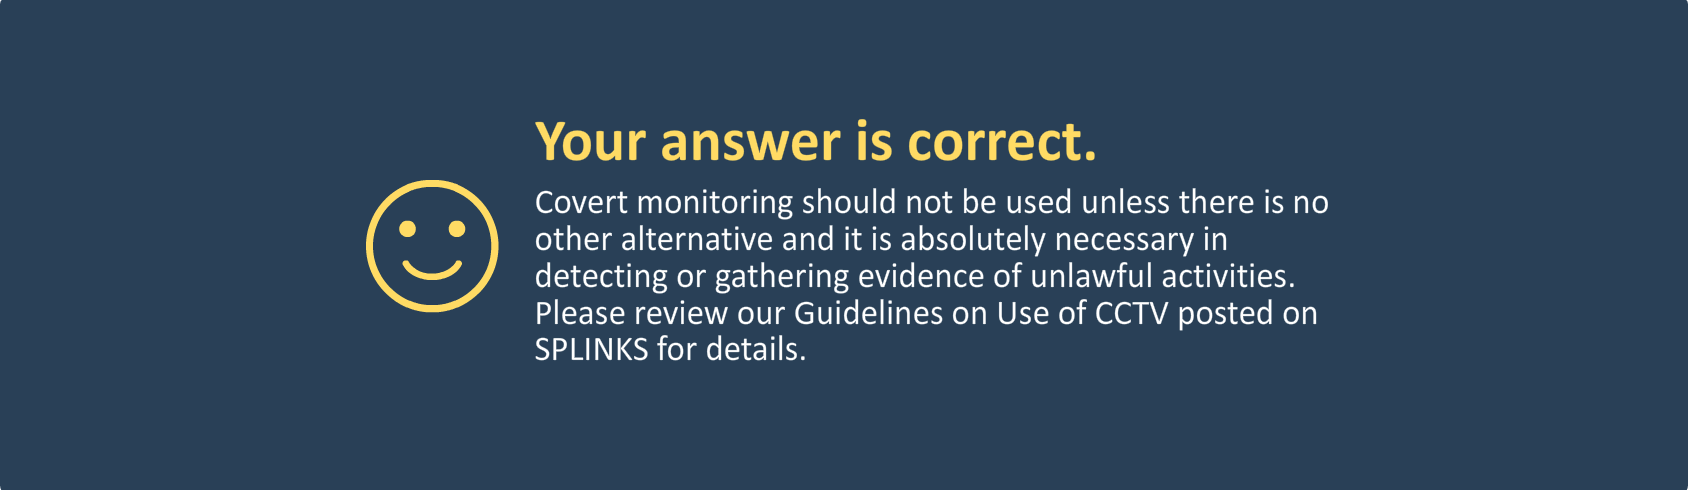 Your answer is correct.
Covert monitoring should not be used unless there is no
other alternative and it is absolutely necessary in
detecting or gathering evidence of unlawful activities.
Please review our Guidelines on Use of CCTV posted on
SPLINKS for details.